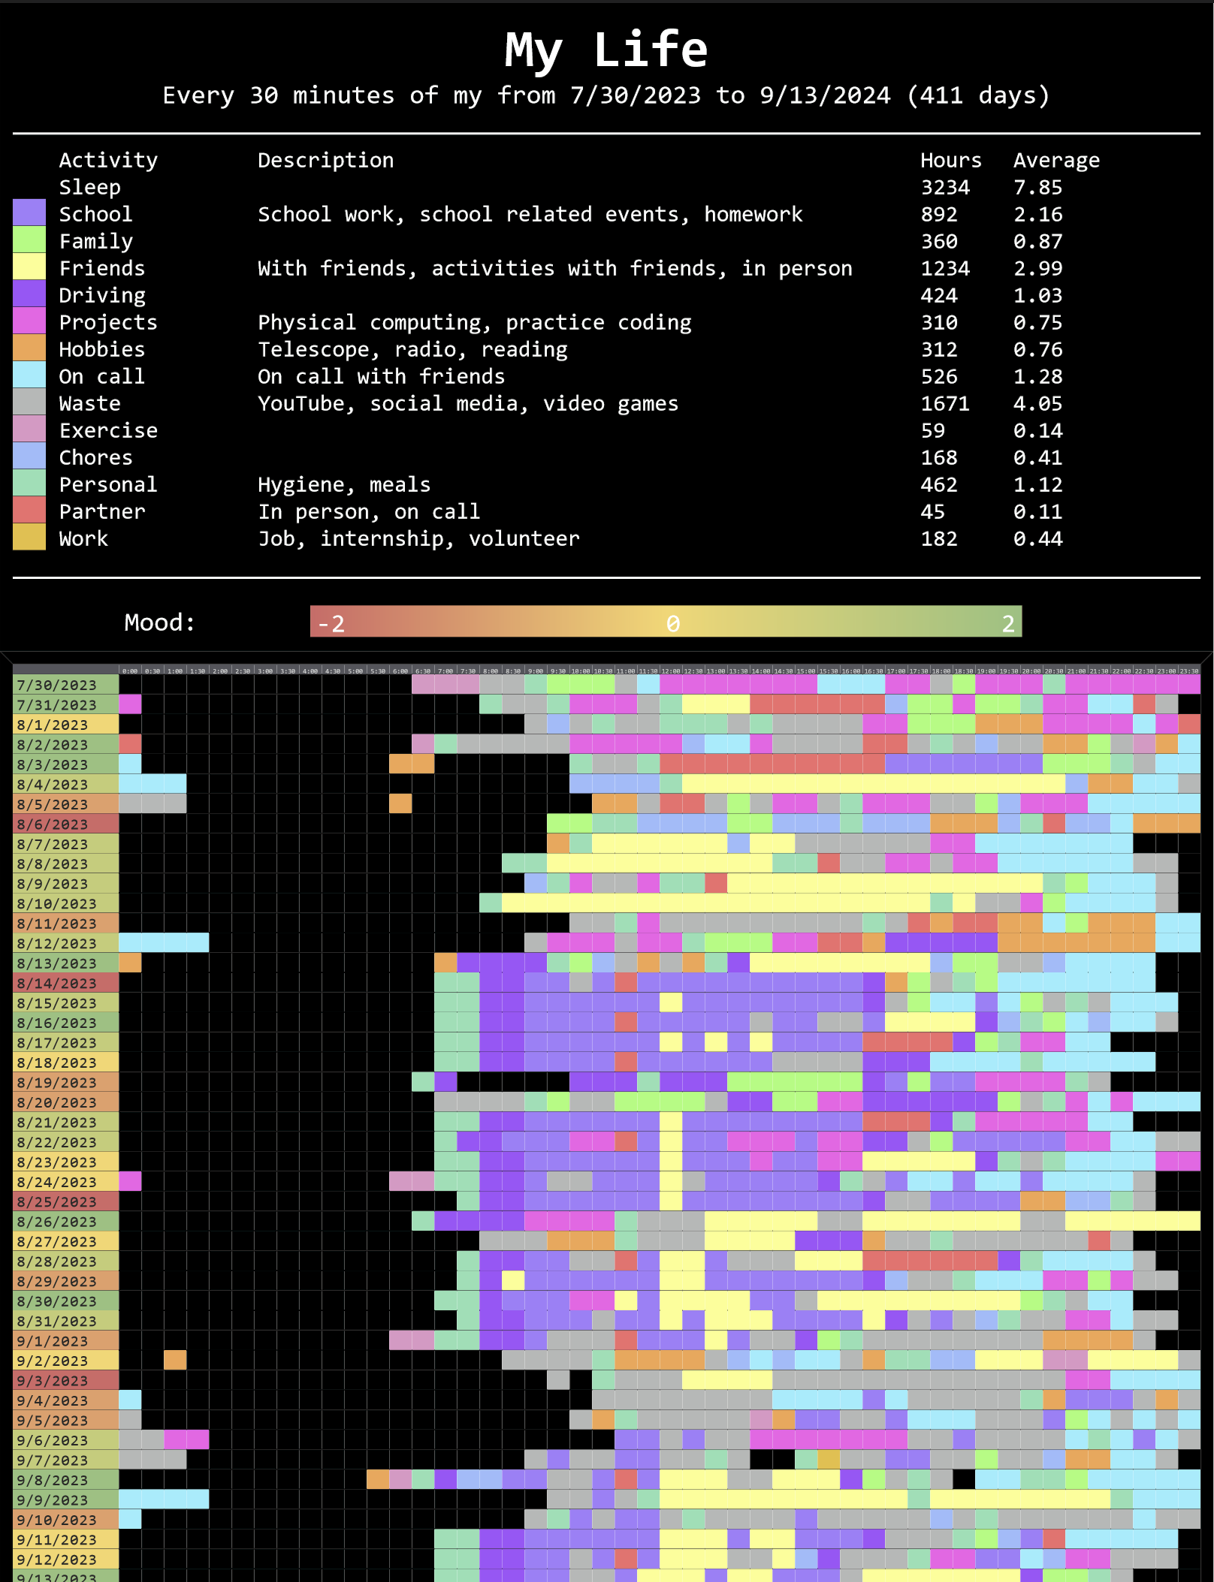 My Life
Every 30 minutes of my from 7/30/2023 to 9/13/2024 (411 days)
Activity Description Hours Average
Sleep 3234 7.85
School School work, school related events, homework 892 2.16
Family 360 0.87
Friends With friends, activities with friends, in person 1234 2.99
Driving 424 1.03
Projects Physical computing, practice coding 310 0.75
Hobbies Telescope, radio, reading 312 0.76
On call On call with friends 526 1.28
Waste YouTube, social media, video games 1671 4.05
Exercise 59 0.14
Chores 168 0.41
Personal Hygiene, meals 462 1.12
Partner In person, on call 45 0.11
Work Job, internship, volunteer 182 0.44
Mood: -2 0 2
0:00 0:30 1:00 1:30 2:00 2:30 3:00 3:30 4:00 4:30 5:00 5:30 6:00 6:30 7:00 7:30 8:00 8:30 9:00 9:30 10:00 10:30 11:00 11:30 12:00 12:30 13:00 13:30 14:00 14:30 15:00 15:30 16:00 16:30 17:00 17:30 18:00 18:30 19:00 19:30 20:00 20:30 21:00 21:30 22:00 22:30 23:00 23:30
7/30/2023
7/31/2023
8/1/2023
8/2/2023
8/3/2023
8/4/2023
8/5/2023
8/6/2023
8/7/2023
8/8/2023
8/9/2023
8/10/2023
8/11/2023
8/12/2023
8/13/2023
8/14/2023
8/15/2023
8/16/2023
8/17/2023
8/18/2023
8/19/2023
8/20/2023
8/21/2023
8/22/2023
8/23/2023
8/24/2023
8/25/2023
8/26/2023
8/27/2023
8/28/2023
8/29/2023
8/30/2023
8/31/2023
9/1/2023
9/2/2023
9/3/2023
9/4/2023
9/5/2023
9/6/2023
9/7/2023
9/8/2023
9/9/2023
9/10/2023
9/11/2023
9/12/2023
9/13/2023